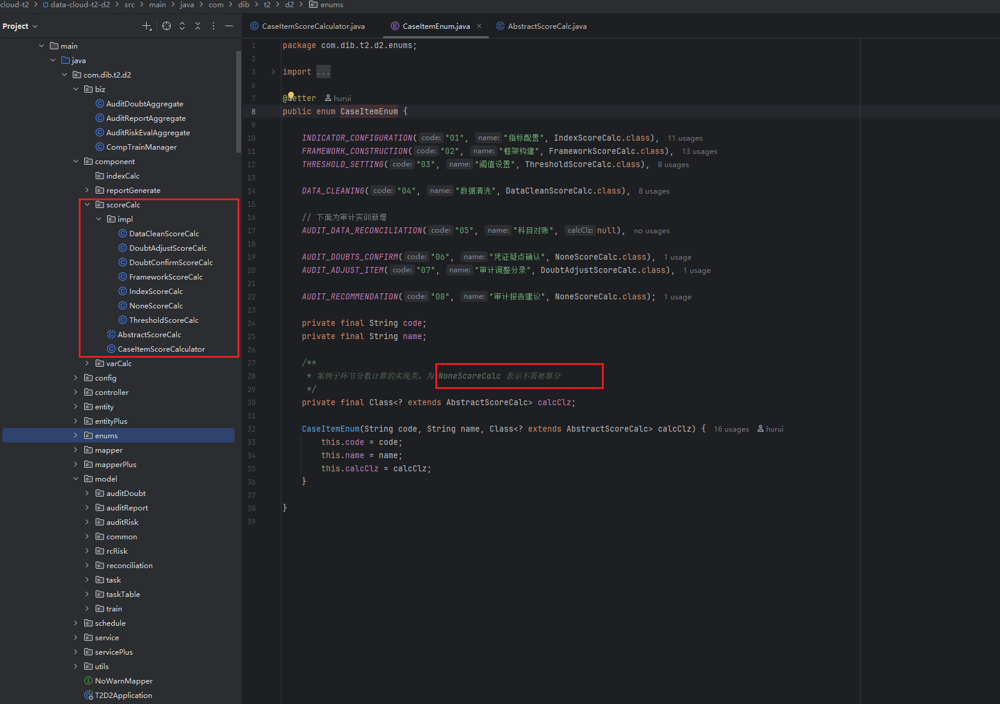 cloud-t2 > data-cloud-t2-d2 > src > main > java > com > dib > t2 > d2 > enums
Project
CaseItemScoreCalculator.java
CaseItemEnum.java
AbstractScoreCalc.java
main
java
com.dib.t2.d2
biz
AuditDoubtAggregate
AuditReportAggregate
AuditRiskEvalAggregate
CompTrainManager
component
indexCalc
reportGenerate
scoreCalc
impl
DataCleanScoreCalc
DoubtAdjustScoreCalc
DoubtConfirmScoreCalc
FrameworkScoreCalc
IndexScoreCalc
NoneScoreCalc
ThresholdScoreCalc
AbstractScoreCalc
CaseItemScoreCalculator
varCalc
config
controller
entity
entityPlus
enums
mapper
mapperPlus
model
auditDoubt
auditReport
auditRisk
common
rcRisk
reconciliation
task
taskTable
train
schedule
service
servicePlus
utils
NoWarnMapper
T2D2Application
1 package com.dib.t2.d2.enums;
2
3 import ...
6
7 @Getter hurui
8 public enum CaseItemEnum {
9
10 INDICATOR_CONFIGURATION( code: "01", name: "指标配置", IndexScoreCalc.class), 11 usages
11 FRAMEWORK_CONSTRUCTION( code: "02", name: "框架构建", FrameworkScoreCalc.class), 13 usages
12 THRESHOLD_SETTING( code: "03", name: "阈值设置", ThresholdScoreCalc.class), 8 usages
13
14 DATA_CLEANING( code: "04", name: "数据清洗", DataCleanScoreCalc.class), 8 usages
15
16 // 下面为审计实训新增
17 AUDIT_DATA_RECONCILIATION( code: "05", name: "科目对账", calcClz: null), no usages
18
19 AUDIT_DOUBTS_CONFIRM( code: "06", name: "凭证疑点确认", NoneScoreCalc.class), 1 usage
20 AUDIT_ADJUST_ITEM( code: "07", name: "审计调整分录", DoubtAdjustScoreCalc.class), 1 usage
21
22 AUDIT_RECOMMENDATION( code: "08", name: "审计报告建议", NoneScoreCalc.class); 1 usage
23
24 private final String code;
25 private final String name;
26
27 /**
28 * 案例子环节分数计算的实现类，为 NoneScoreCalc 表示不需要算分
29 */
30 private final Class<? extends AbstractScoreCalc> calcClz;
31
32 CaseItemEnum(String code, String name, Class<? extends AbstractScoreCalc> calcClz) { 16 usages hurui
33 this.code = code;
34 this.name = name;
35 this.calcClz = calcClz;
36 }
37
38 }
39